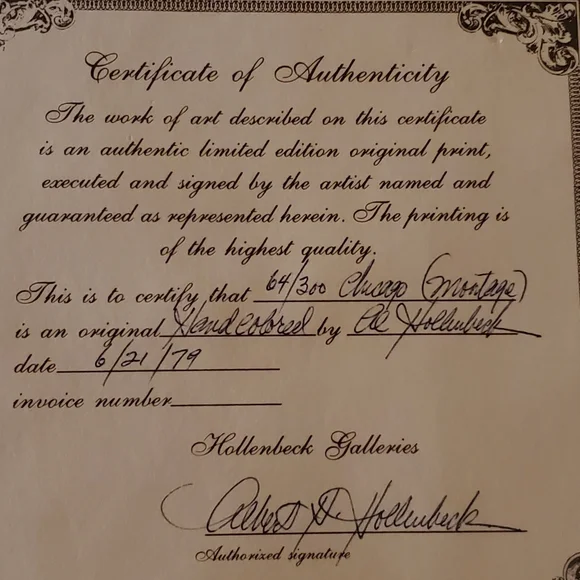 Certificate of Authenticity
The work of art described on this certificate
is an authentic limited edition original print,
executed and signed by the artist named and
guaranteed as represented herein. The printing is
of the highest quality.
This is to certify that 64/300 Chicago (Montage)
is an original Hand colored by Al Hollenbeck
date 6/21/79
invoice number
Hollenbeck Galleries
Albert H. Hollenbeck
Authorized signature